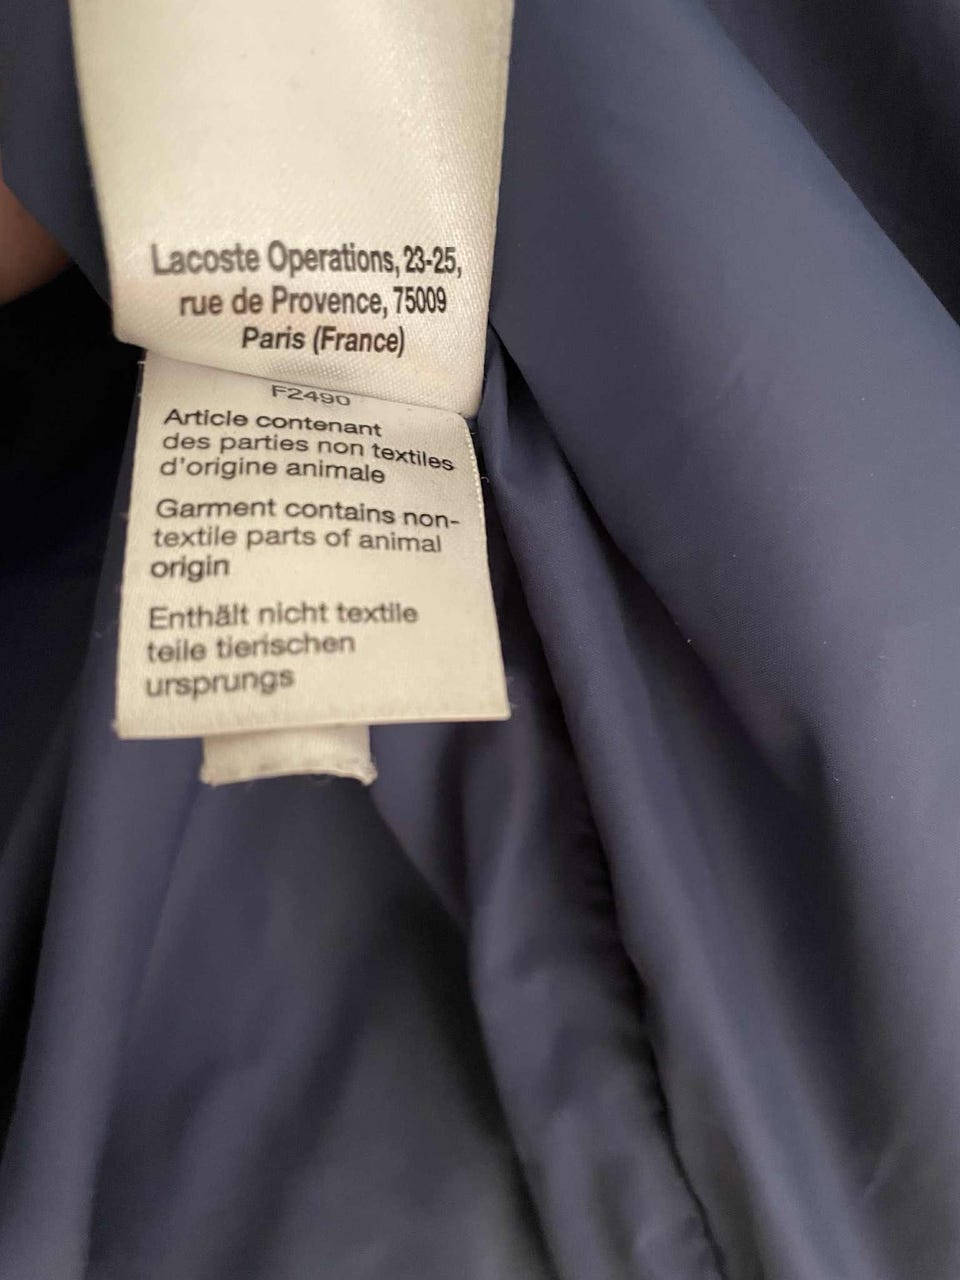 Lacoste Operations, 23-25,
rue de Provence, 75009
Paris (France)
F2490
Article contenant
des parties non textiles
d'origine animale
Garment contains non-
textile parts of animal
origin
Enthält nicht textile
teile tierischen
ursprungs